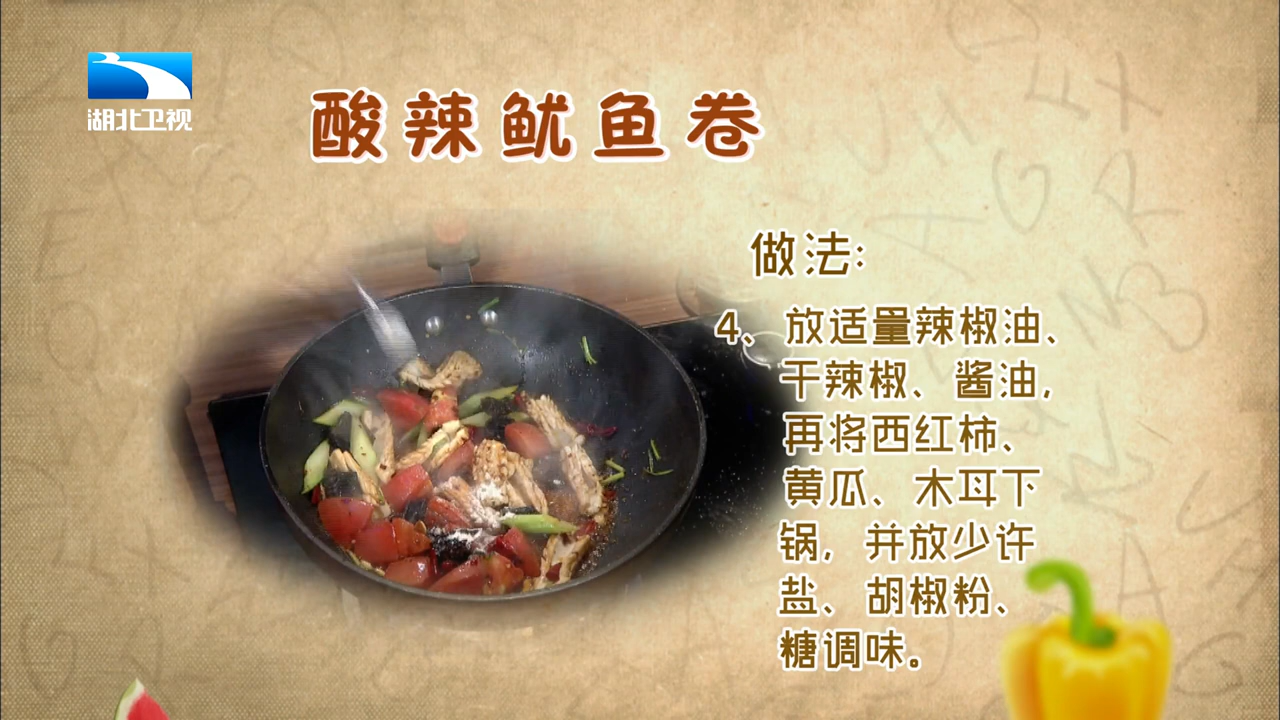 湖北卫视
酸辣鱿鱼卷
做法:
4、放适量辣椒油、
干辣椒、酱油,
再将西红柿、
黄瓜、木耳下
锅,并放少许
盐、胡椒粉、
糖调味。